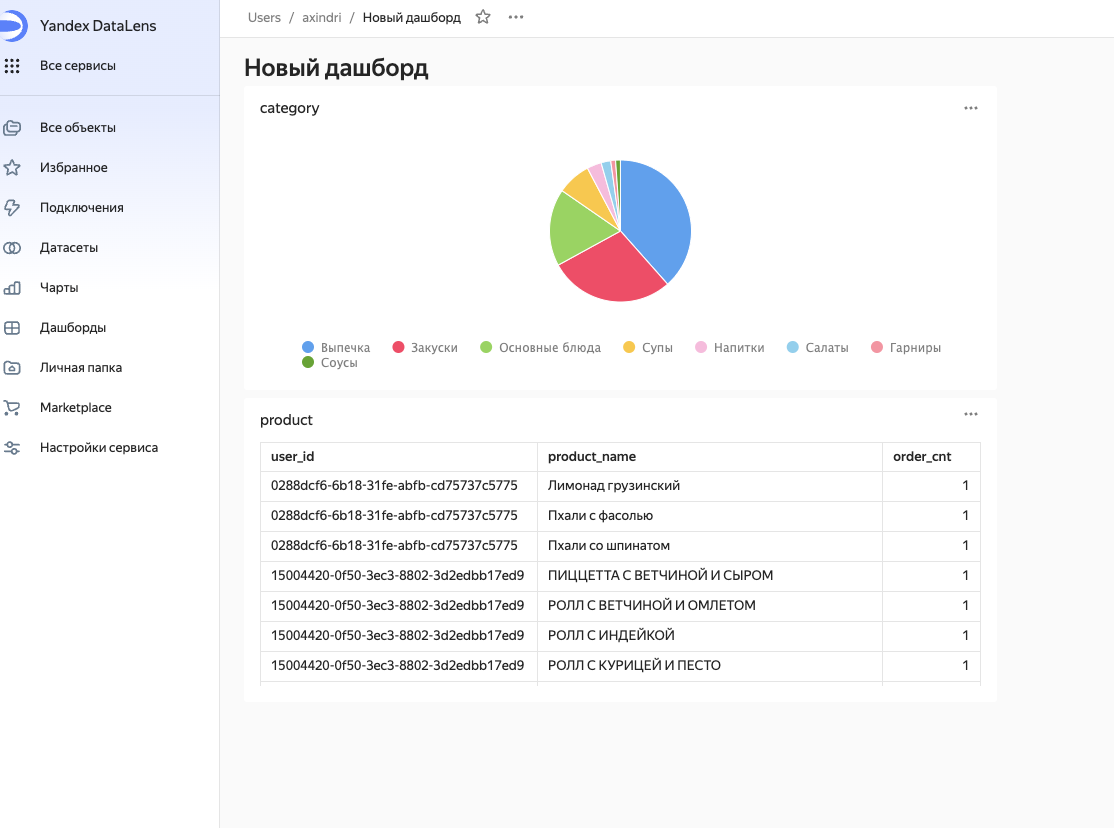 Yandex DataLens
Все сервисы
Все объекты
Избранное
Подключения
Датасеты
Чарты
Дашборды
Личная папка
Marketplace
Настройки сервиса
Users / axindri / Новый дашборд
Новый дашборд
category
Выпечка Закуски Основные блюда Супы Напитки Салаты Гарниры
Соусы
product
user_id product_name order_cnt
0288dcf6-6b18-31fe-abfb-cd75737c5775 Лимонад грузинский 1
0288dcf6-6b18-31fe-abfb-cd75737c5775 Пхали с фасолью 1
0288dcf6-6b18-31fe-abfb-cd75737c5775 Пхали со шпинатом 1
15004420-0f50-3ec3-8802-3d2edbb17ed9 ПИЦЦЕТТА С ВЕТЧИНОЙ И СЫРОМ 1
15004420-0f50-3ec3-8802-3d2edbb17ed9 РОЛЛ С ВЕТЧИНОЙ И ОМЛЕТОМ 1
15004420-0f50-3ec3-8802-3d2edbb17ed9 РОЛЛ С ИНДЕЙКОЙ 1
15004420-0f50-3ec3-8802-3d2edbb17ed9 РОЛЛ С КУРИЦЕЙ И ПЕСТО 1